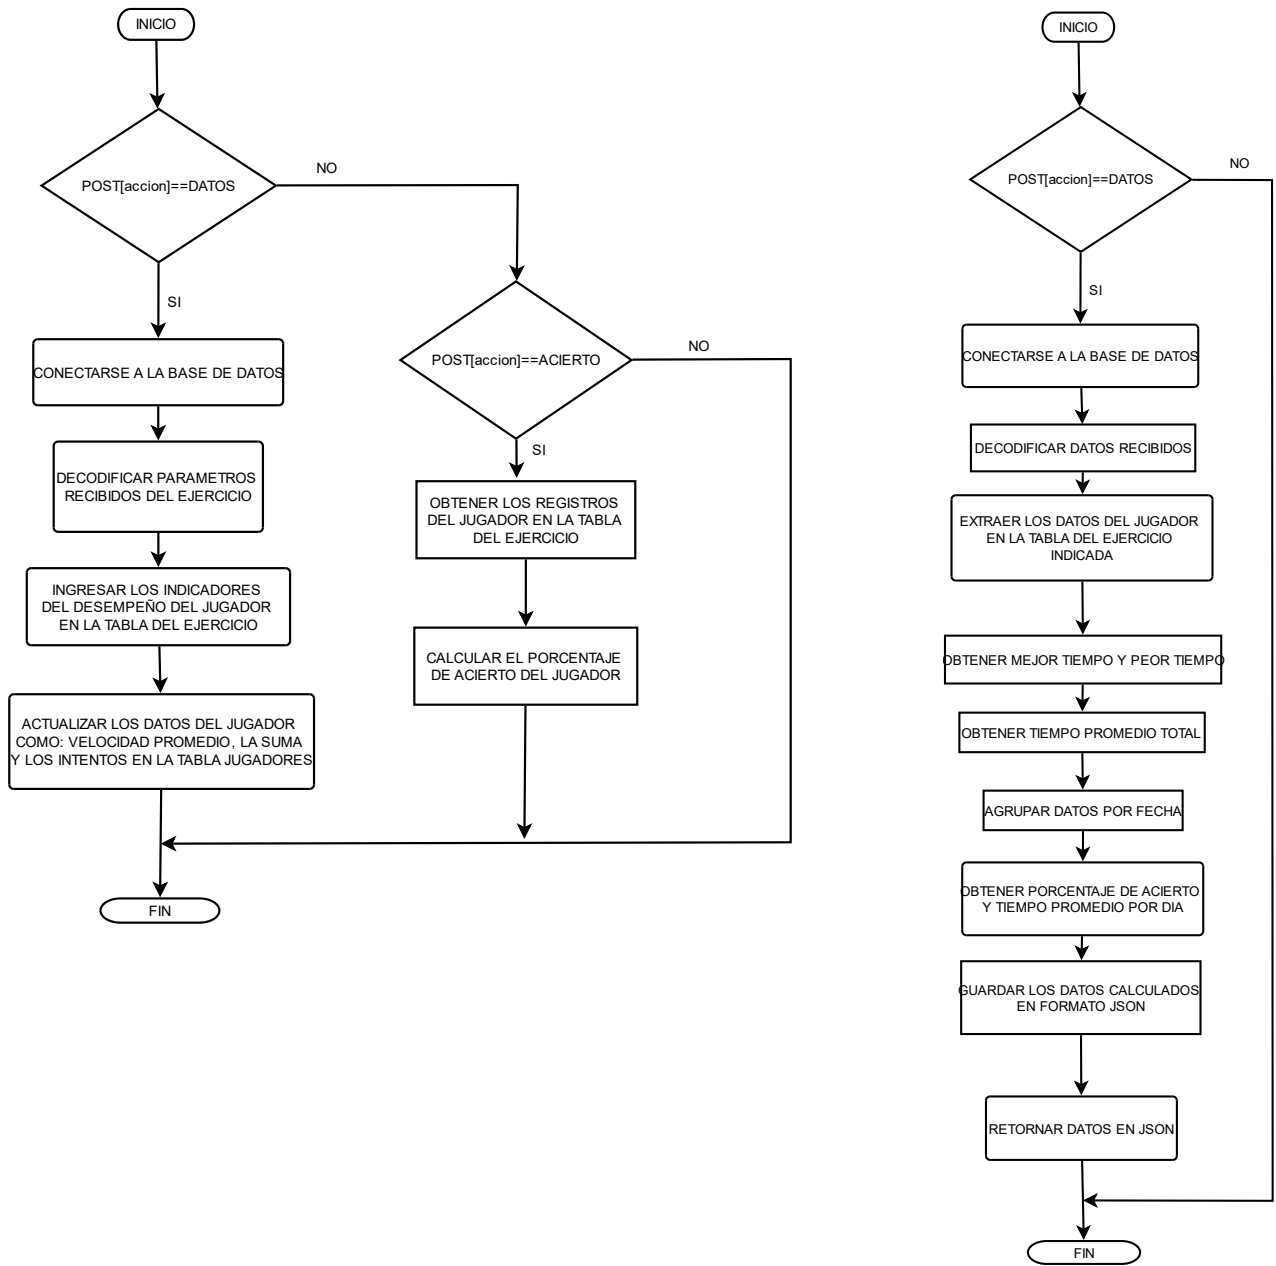 INICIO
POST[accion]==DATOS
NO
SI
CONECTARSE A LA BASE DE DATOS
DECODIFICAR PARAMETROS
RECIBIDOS DEL EJERCICIO
INGRESAR LOS INDICADORES
DEL DESEMPEÑO DEL JUGADOR
EN LA TABLA DEL EJERCICIO
ACTUALIZAR LOS DATOS DEL JUGADOR
COMO: VELOCIDAD PROMEDIO, LA SUMA
Y LOS INTENTOS EN LA TABLA JUGADORES
FIN
POST[accion]==ACIERTO
NO
SI
OBTENER LOS REGISTROS
DEL JUGADOR EN LA TABLA
DEL EJERCICIO
CALCULAR EL PORCENTAJE
DE ACIERTO DEL JUGADOR
INICIO
POST[accion]==DATOS
NO
SI
CONECTARSE A LA BASE DE DATOS
DECODIFICAR DATOS RECIBIDOS
EXTRAER LOS DATOS DEL JUGADOR
EN LA TABLA DEL EJERCICIO
INDICADA
OBTENER MEJOR TIEMPO Y PEOR TIEMPO
OBTENER TIEMPO PROMEDIO TOTAL
AGRUPAR DATOS POR FECHA
OBTENER PORCENTAJE DE ACIERTO
Y TIEMPO PROMEDIO POR DIA
GUARDAR LOS DATOS CALCULADOS
EN FORMATO JSON
RETORNAR DATOS EN JSON
FIN